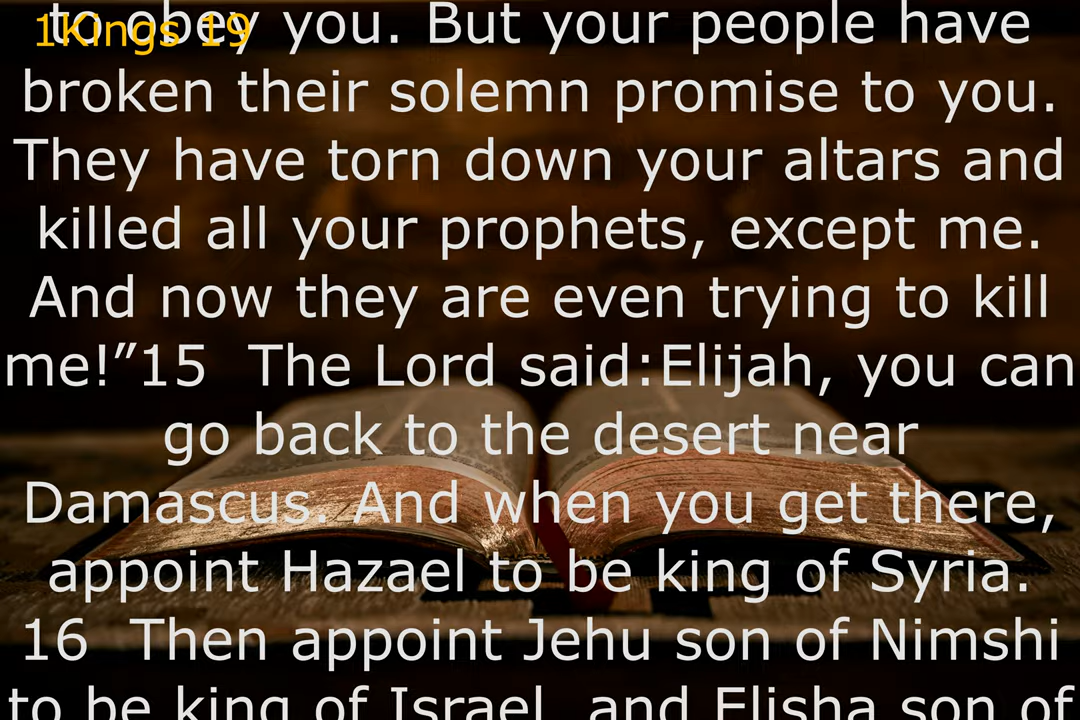 1Kings 19
to obey you. But your people have
broken their solemn promise to you.
They have torn down your altars and
killed all your prophets, except me.
And now they are even trying to kill
me!”15  The Lord said:Elijah, you can
go back to the desert near
Damascus. And when you get there,
appoint Hazael to be king of Syria.
16  Then appoint Jehu son of Nimshi
to be king of Israel, and Elisha son of